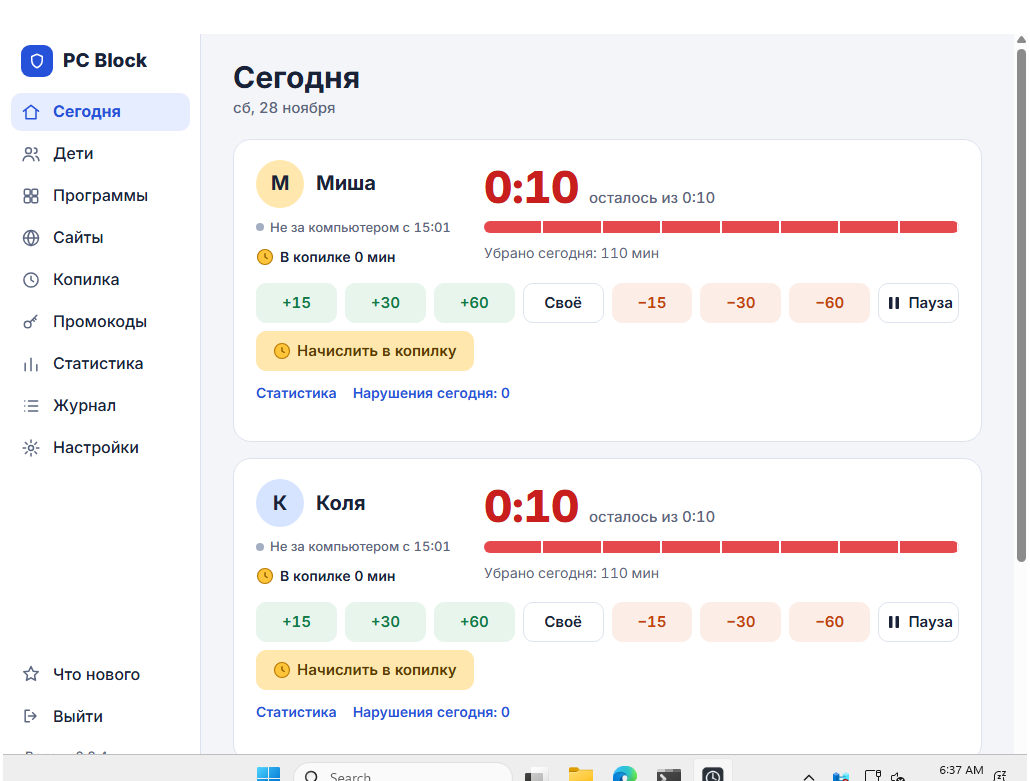 PC Block
Сегодня
Дети
Программы
Сайты
Копилка
Промокоды
Статистика
Журнал
Настройки
Что нового
Выйти
Сегодня
сб, 28 ноября
М
Миша
Не за компьютером с 15:01
В копилке 0 мин
0:10 осталось из 0:10
Убрано сегодня: 110 мин
+15 +30 +60 Своё −15 −30 −60 Пауза
Начислить в копилку
Статистика Нарушения сегодня: 0
К
Коля
Не за компьютером с 15:01
В копилке 0 мин
0:10 осталось из 0:10
Убрано сегодня: 110 мин
+15 +30 +60 Своё −15 −30 −60 Пауза
Начислить в копилку
Статистика Нарушения сегодня: 0
Search
6:37 AM